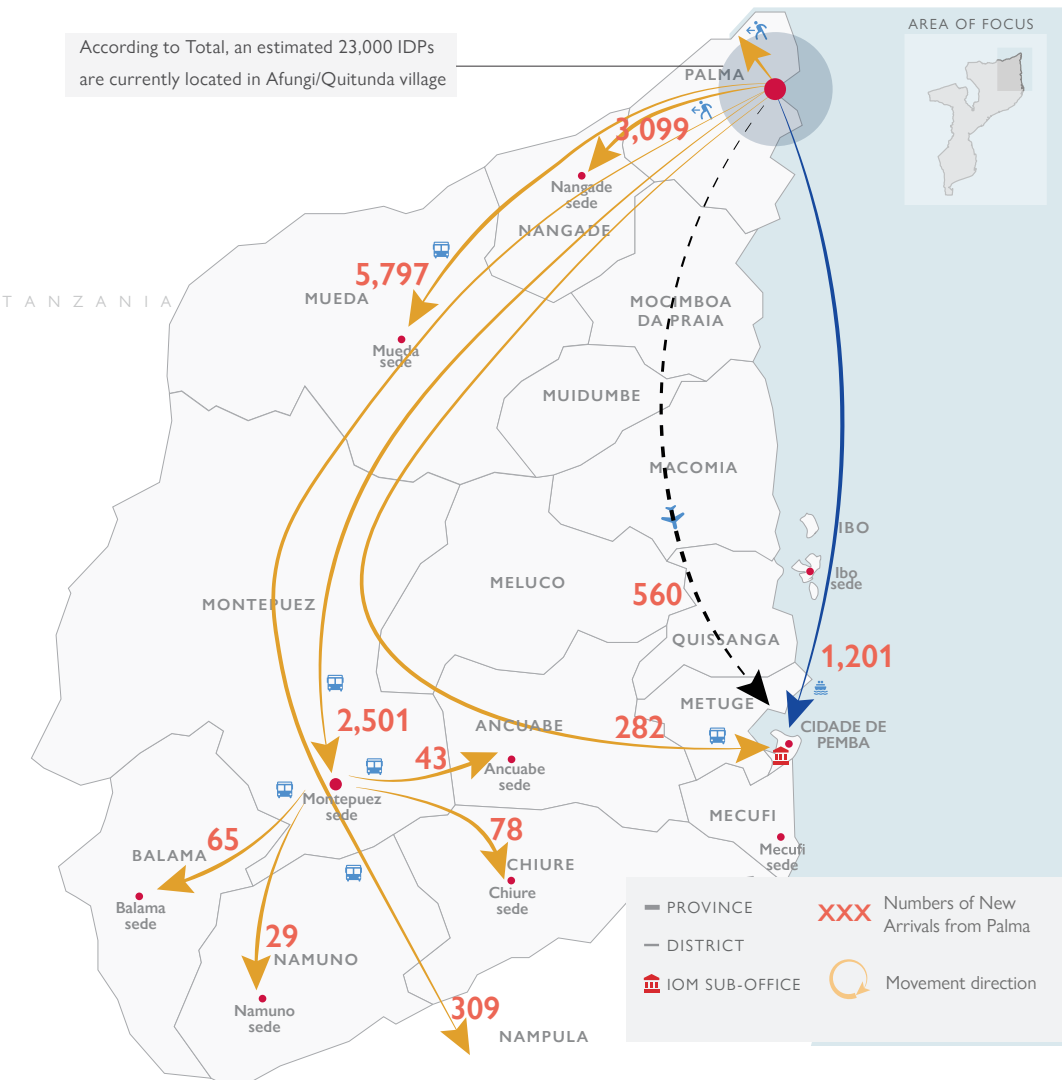 AREA OF FOCUS
According to Total, an estimated 23,000 IDPs
are currently located in Afungi/Quitunda village
PALMA
3,099
Nangade
sede
NANGADE
5,797
MUEDA
TANZANIA
MOCIMBOA
DA PRAIA
Mueda
sede
MUIDUMBE
MACOMIA
IBO
Ibo
sede
MELUCO
560
MONTEPUEZ
QUISSANGA
1,201
METUGE
2,501
ANCUABE
282
CIDADE DE
PEMBA
43
Ancuabe
sede
Montepuez
sede
MECUFI
78
65
BALAMA
Mecufi
sede
CHIURE
Chiure
sede
Balama
sede
29
NAMUNO
Namuno
sede
309
NAMPULA
PROVINCE
DISTRICT
IOM SUB-OFFICE
XXX
Numbers of New
Arrivals from Palma
Movement direction